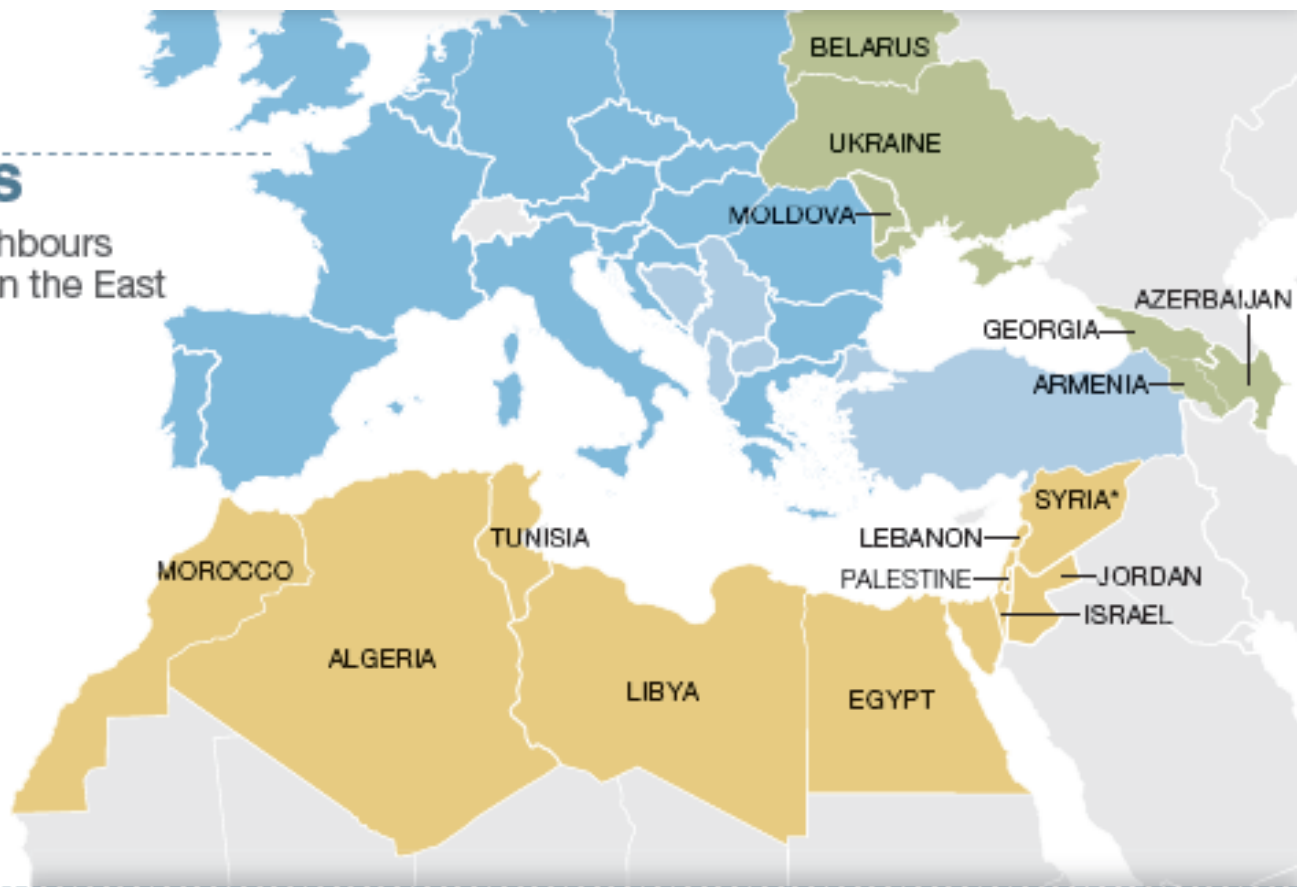 BELARUS
UKRAINE
s
hbours
n the East
MOLDOVA
AZERBAIJAN
GEORGIA
ARMENIA
SYRIA*
TUNISIA
LEBANON
MOROCCO
PALESTINE
JORDAN
ISRAEL
ALGERIA
LIBYA
EGYPT